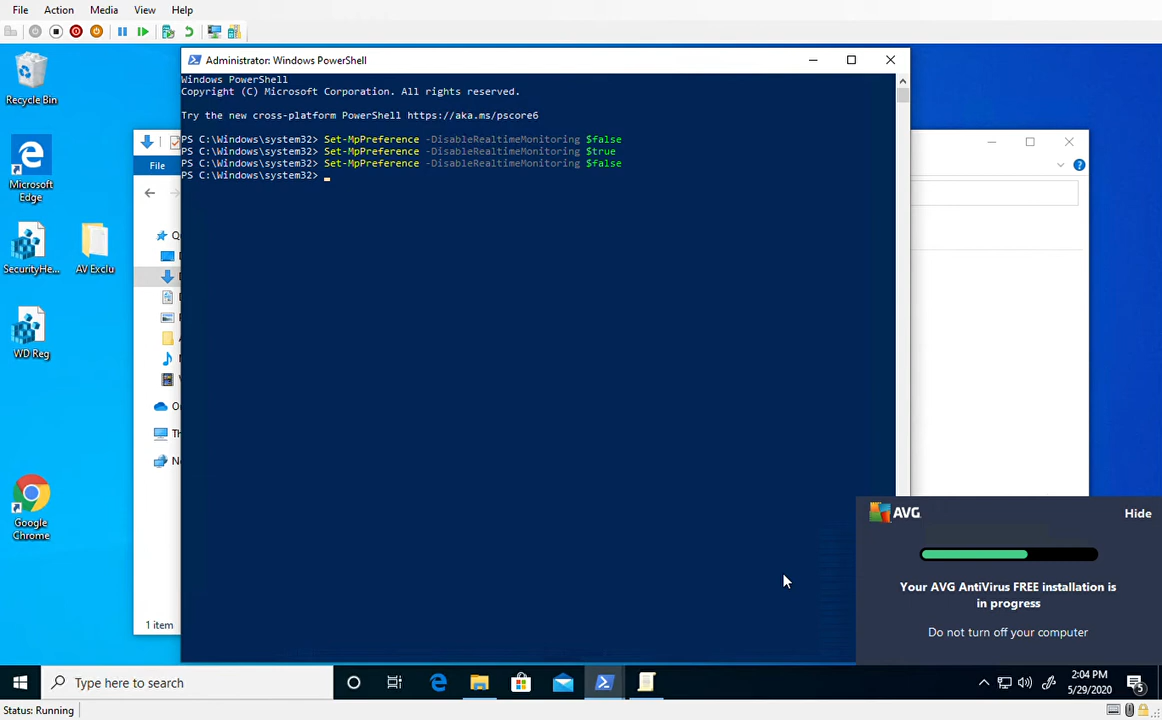 File Action Media View Help
Administrator: Windows PowerShell
Windows PowerShell
Copyright (C) Microsoft Corporation. All rights reserved.
Try the new cross-platform PowerShell https://aka.ms/pscore6
PS C:\Windows\system32> Set-MpPreference -DisableRealtimeMonitoring $false
PS C:\Windows\system32> Set-MpPreference -DisableRealtimeMonitoring $true
PS C:\Windows\system32> Set-MpPreference -DisableRealtimeMonitoring $false
PS C:\Windows\system32>
Recycle Bin
Microsoft
Edge
SecurityHe...
AV Exclu
WD Reg
Google
Chrome
File
1 item
AVG
Hide
Your AVG AntiVirus FREE installation is
in progress
Do not turn off your computer
Type here to search
2:04 PM
5/29/2020
5
Status: Running